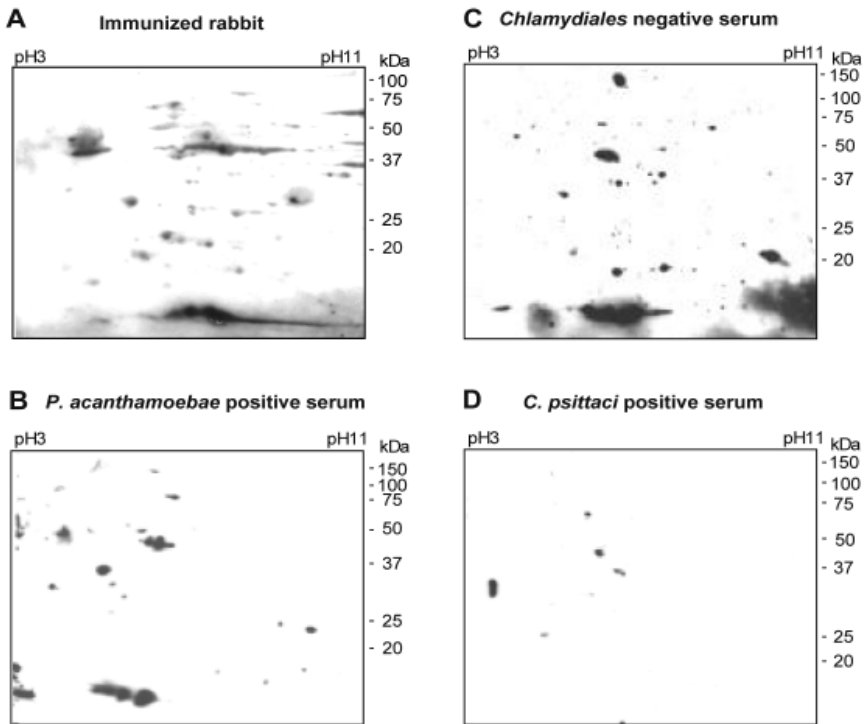 A Immunized rabbit
pH3 pH11
kDa
- 100
- 75
- 50
- 37
- 25
- 20
C Chlamydiales negative serum
pH3 pH11
kDa
- 150
- 100
- 75
- 50
- 37
- 25
- 20
B P. acanthamoebae positive serum
pH3 pH11
kDa
- 150
- 100
- 75
- 50
- 37
- 25
- 20
D C. psittaci positive serum
pH3 pH11
kDa
- 150
- 100
- 75
- 50
- 37
- 25
- 20